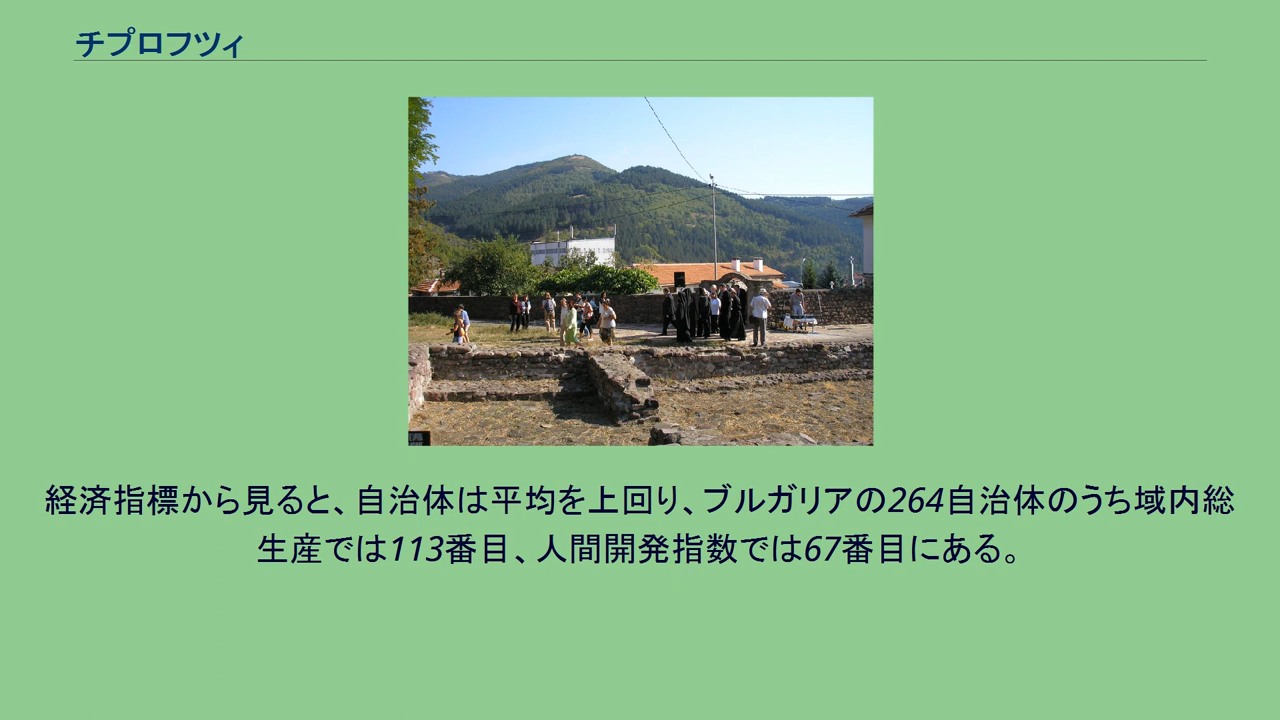 チプロフツィ
経済指標から見ると、自治体は平均を上回り、ブルガリアの264自治体のうち域内総
生産では113番目、人間開発指数では67番目にある。